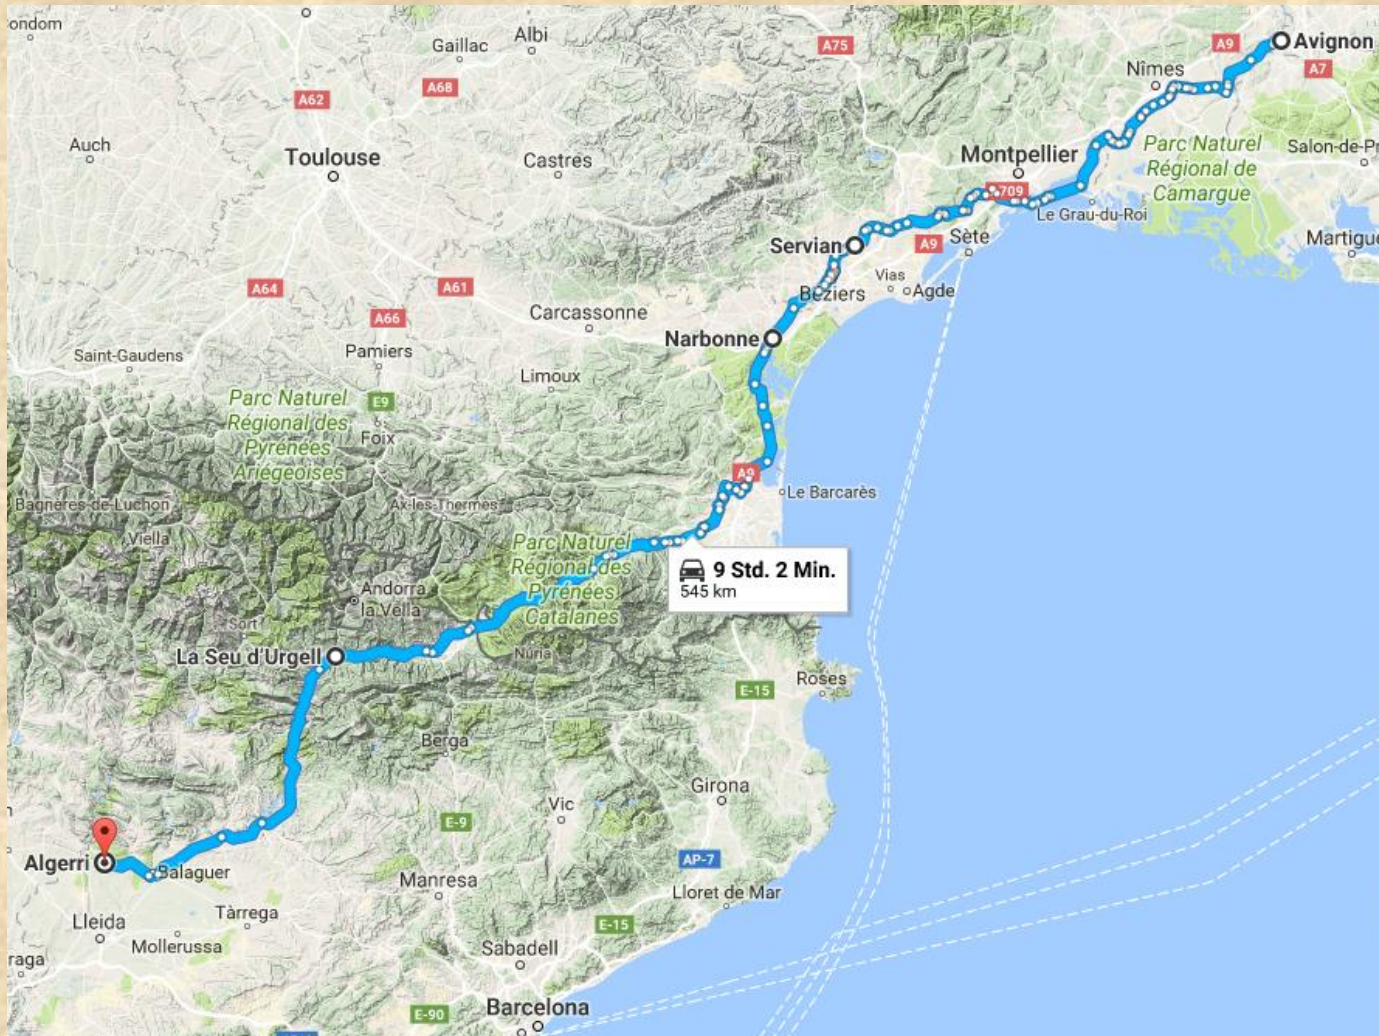 ondom
Gaillac
Albi
A75
A9
Avignon
A7
Nîmes
A68
A62
Auch
Toulouse
Castres
Montpellier
Parc Naturel
Régional de
Camargue
Salon-de-Pr
709
Le Grau-du-Roi
Servian
A9
Sète
Martigue
Vias
Agde
Béziers
A64
A61
A66
Carcassonne
Narbonne
Pamiers
Saint-Gaudens
Limoux
Parc Naturel
Régional des
Pyrénées
Ariégeoises
E9
Foix
A9
Le Barcarès
Bagnères-de-Luchon
Ax-les-Thermes
Viella
Parc Naturel
Régional des
Pyrénées
Catalanes
9 Std. 2 Min.
545 km
Andorra
la Vella
Sort
La Seu d'Urgell
Núria
E-15
Roses
Berga
Girona
Vic
E-9
Algerri
Balaguer
AP-7
Manresa
Lloret de Mar
Lleida
Tàrrega
Mollerussa
E-15
Sabadell
raga
E-90
Barcelona